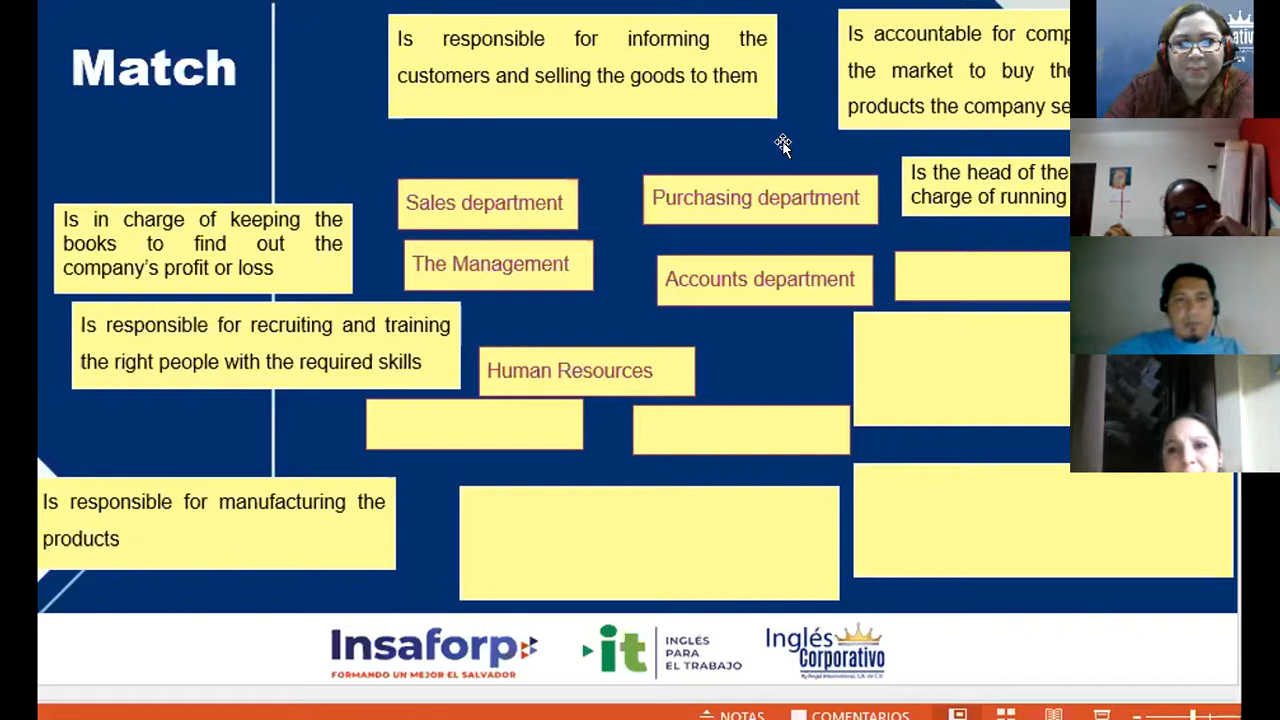 Match
Is responsible for informing the
customers and selling the goods to them
Is accountable for comp
the market to buy the
products the company se
Sales department
Purchasing department
Is the head of the
charge of running
Is in charge of keeping the
books to find out the
company's profit or loss
The Management
Accounts department
Is responsible for recruiting and training
the right people with the required skills
Human Resources
Is responsible for manufacturing the
products
Insaforp
FORMANDO UN MEJOR EL SALVADOR
it
INGLÉS
PARA
EL TRABAJO
Inglés
Corporativo
NOTAS
COMENTARIOS